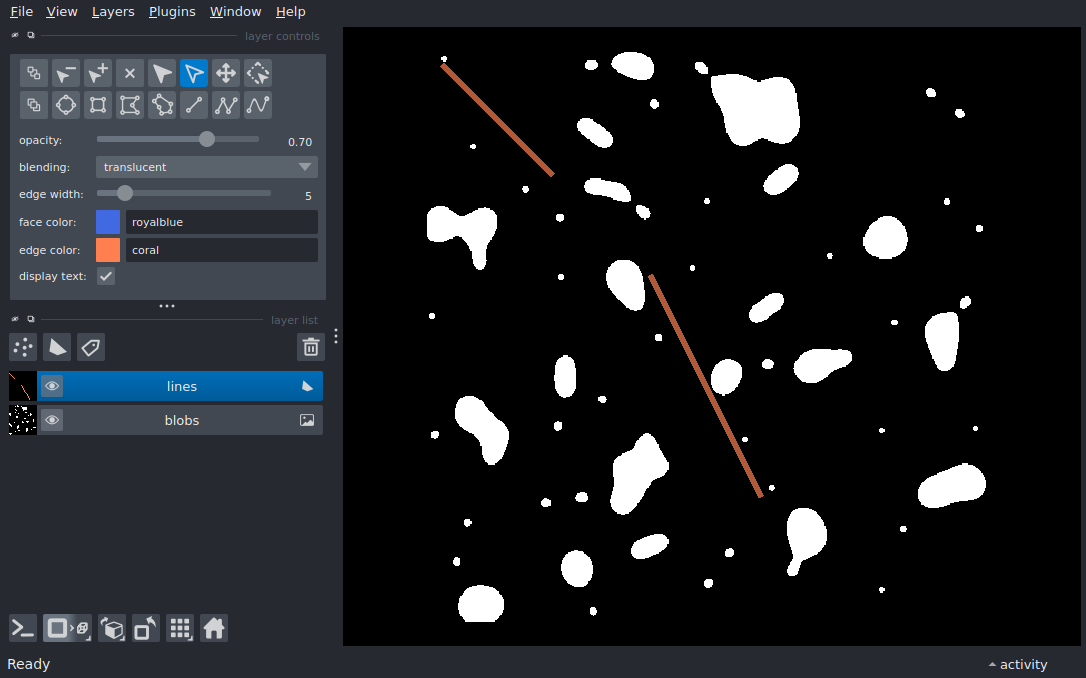 File View Layers Plugins Window Help
layer controls
opacity: 0.70
blending: translucent
edge width: 5
face color: royalblue
edge color: coral
display text:
layer list
lines
blobs
Ready
activity